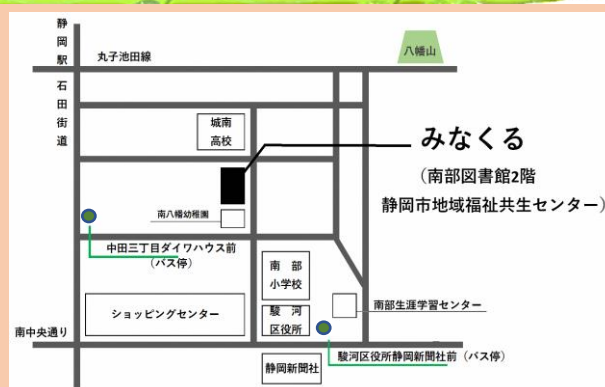 静岡駅
石田街道
丸子池田線
八幡山
城南
高校
みなくる
（南部図書館2階
静岡市地域福祉共生センター）
南八幡幼稚園
中田三丁目ダイワハウス前
（バス停）
南　部
小学校
ショッピングセンター
駿　河
区役所
南部生涯学習センター
南中央通り
駿河区役所静岡新聞社前（バス停）
静岡新聞社